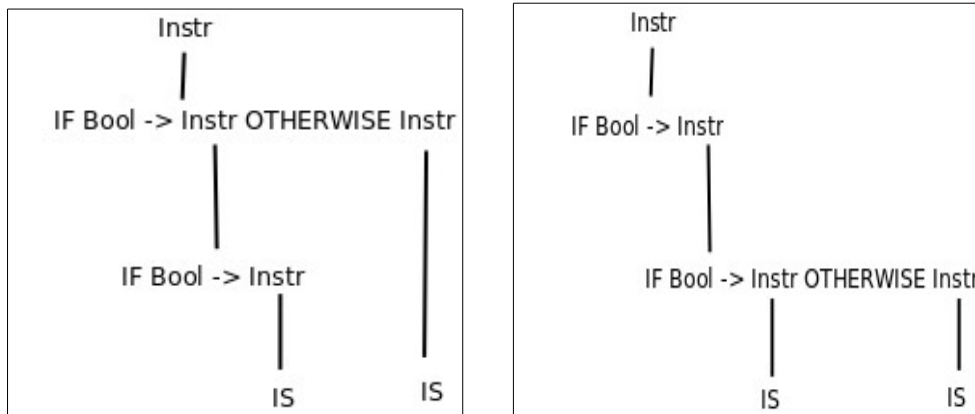 Instr
IF Bool -> Instr OTHERWISE Instr
IF Bool -> Instr
IS IS
Instr
IF Bool -> Instr
IF Bool -> Instr OTHERWISE Instr
IS IS